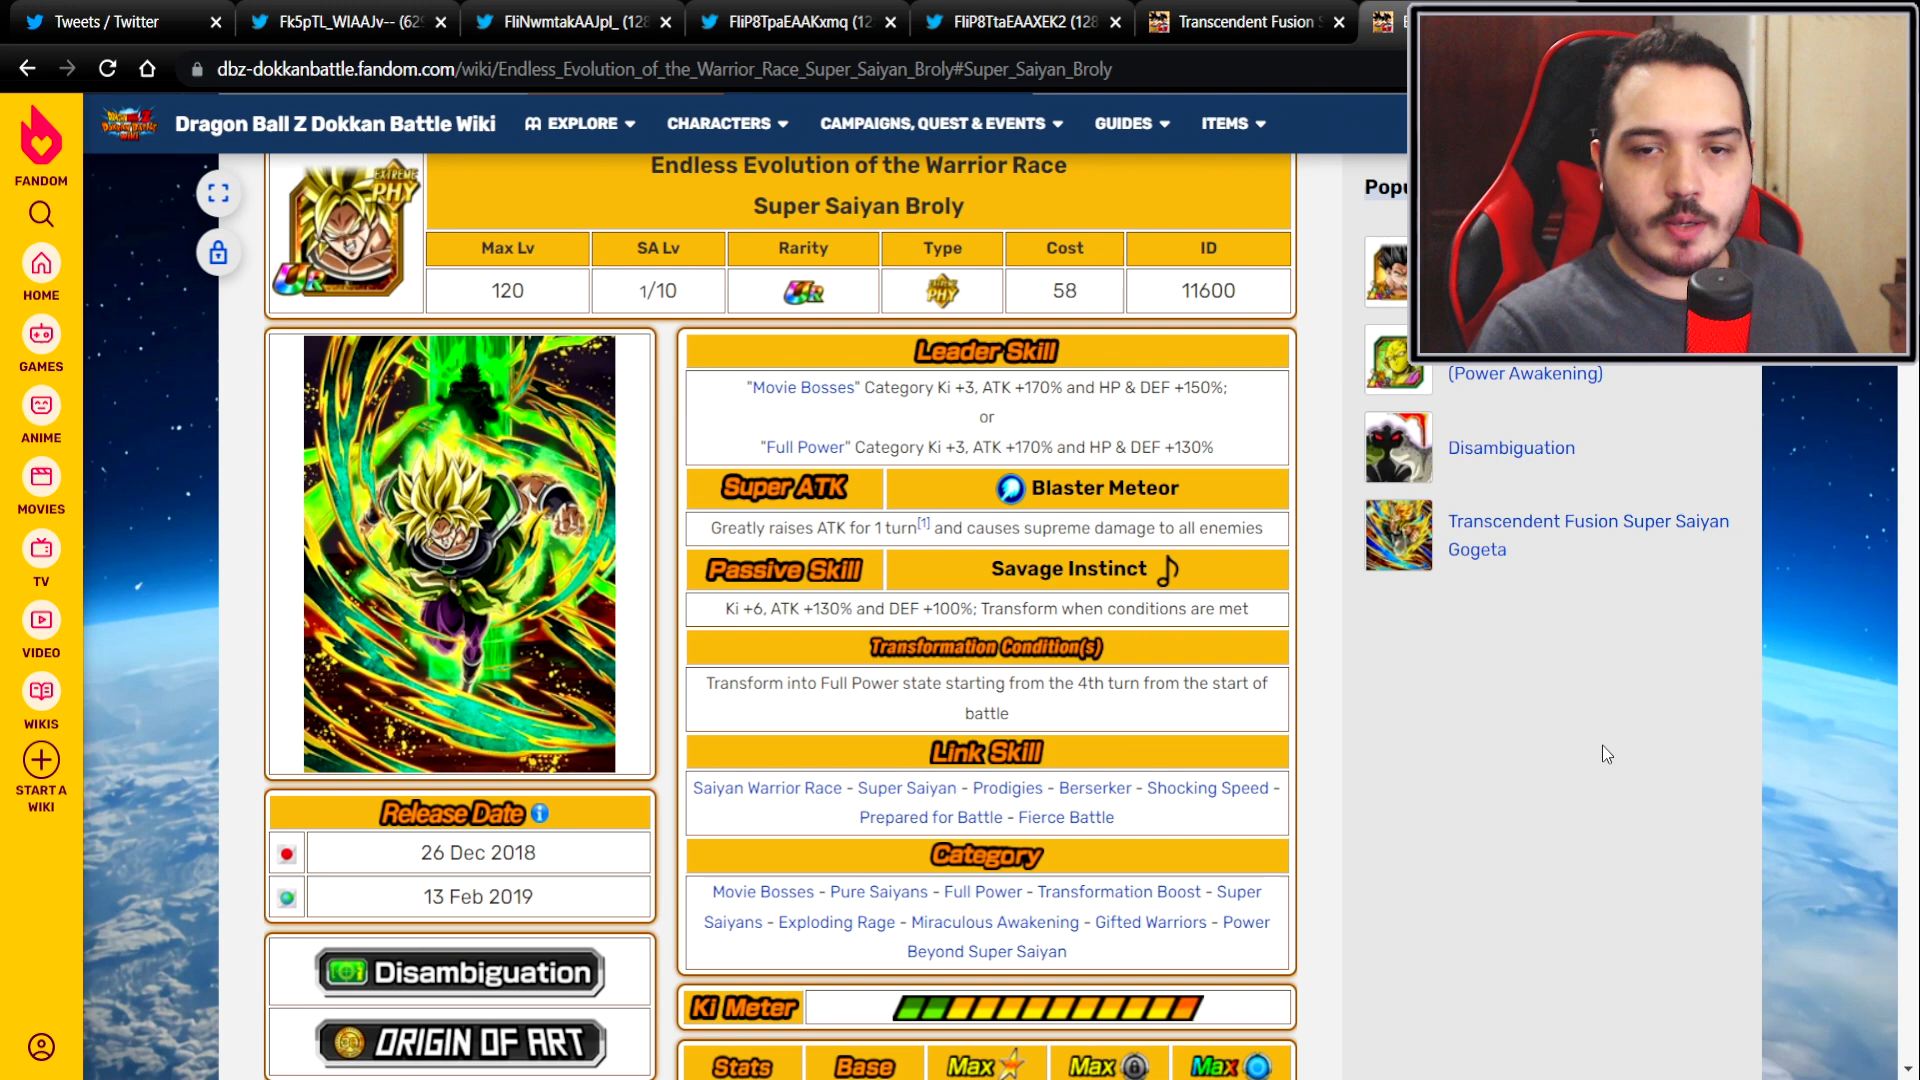 Tweets / Twitter
Fk5pTL_WIAAJv-- (62
FliNwmtakAAJpl_ (128
FliP8TpaEAAKxmq (12
FliP8TtaEAAXEK2 (128
Transcendent Fusion S
dbz-dokkanbattle.fandom.com/wiki/Endless_Evolution_of_the_Warrior_Race_Super_Saiyan_Broly#Super_Saiyan_Broly
Dragon Ball Z Dokkan Battle Wiki
EXPLORE
CHARACTERS
CAMPAIGNS, QUEST & EVENTS
GUIDES
ITEMS
FANDOM
HOME
GAMES
ANIME
MOVIES
TV
VIDEO
WIKIS
START A
WIKI
EXTREME
PHY
UR
Endless Evolution of the Warrior Race
Super Saiyan Broly
Max Lv SA Lv Rarity Type Cost ID
120 1/10 UR EXTREME PHY 58 11600
Leader Skill
"Movie Bosses" Category Ki +3, ATK +170% and HP & DEF +150%;
or
"Full Power" Category Ki +3, ATK +170% and HP & DEF +130%
Super ATK Blaster Meteor
Greatly raises ATK for 1 turn[1] and causes supreme damage to all enemies
Passive Skill Savage Instinct
Ki +6, ATK +130% and DEF +100%; Transform when conditions are met
Transformation Condition(s)
Transform into Full Power state starting from the 4th turn from the start of
battle
Link Skill
Saiyan Warrior Race - Super Saiyan - Prodigies - Berserker - Shocking Speed -
Prepared for Battle - Fierce Battle
Category
Movie Bosses - Pure Saiyans - Full Power - Transformation Boost - Super
Saiyans - Exploding Rage - Miraculous Awakening - Gifted Warriors - Power
Beyond Super Saiyan
Ki Meter
Stats Base Max Max Max
Release Date
26 Dec 2018
13 Feb 2019
Disambiguation
ORIGIN OF ART
Popu
(Power Awakening)
Disambiguation
Transcendent Fusion Super Saiyan
Gogeta